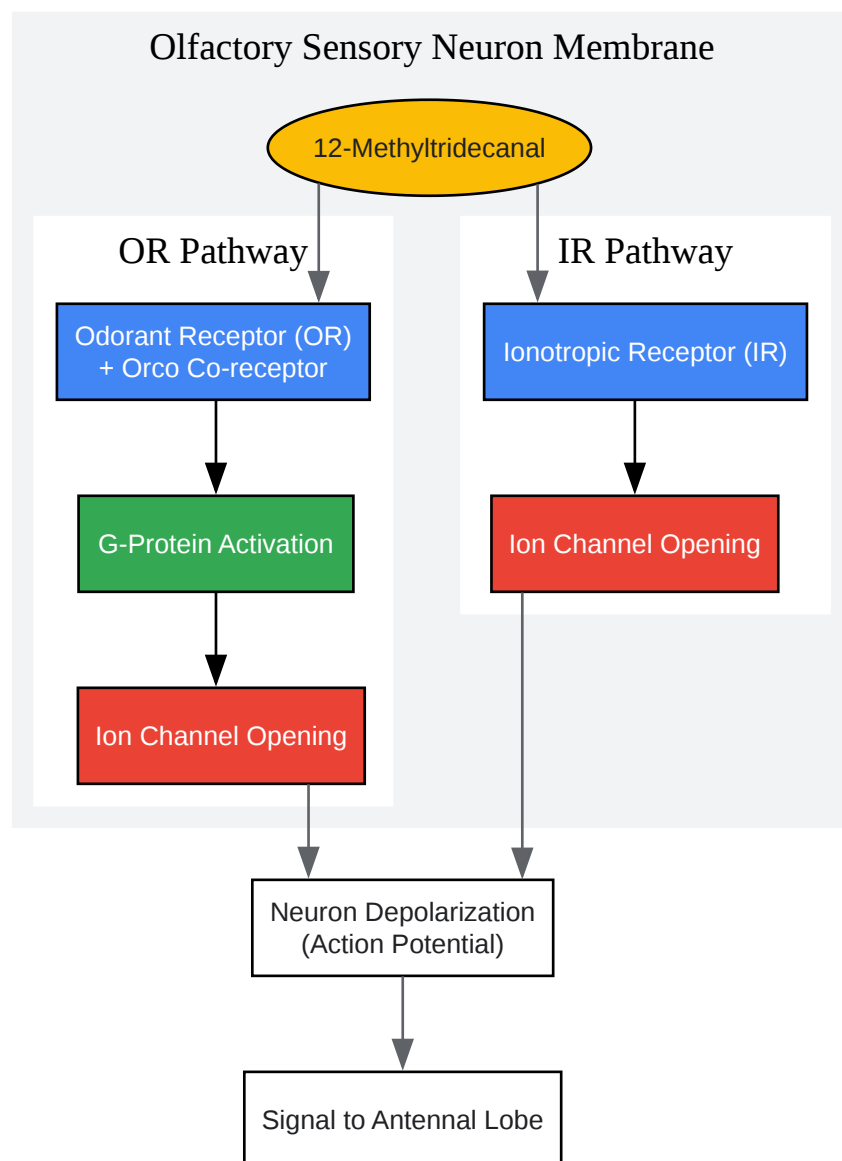 Olfactory Sensory Neuron Membrane
12-Methyltridecanal
OR Pathway
Odorant Receptor (OR)
+ Orco Co-receptor
G-Protein Activation
Ion Channel Opening
IR Pathway
Ionotropic Receptor (IR)
Ion Channel Opening
Neuron Depolarization
(Action Potential)
Signal to Antennal Lobe